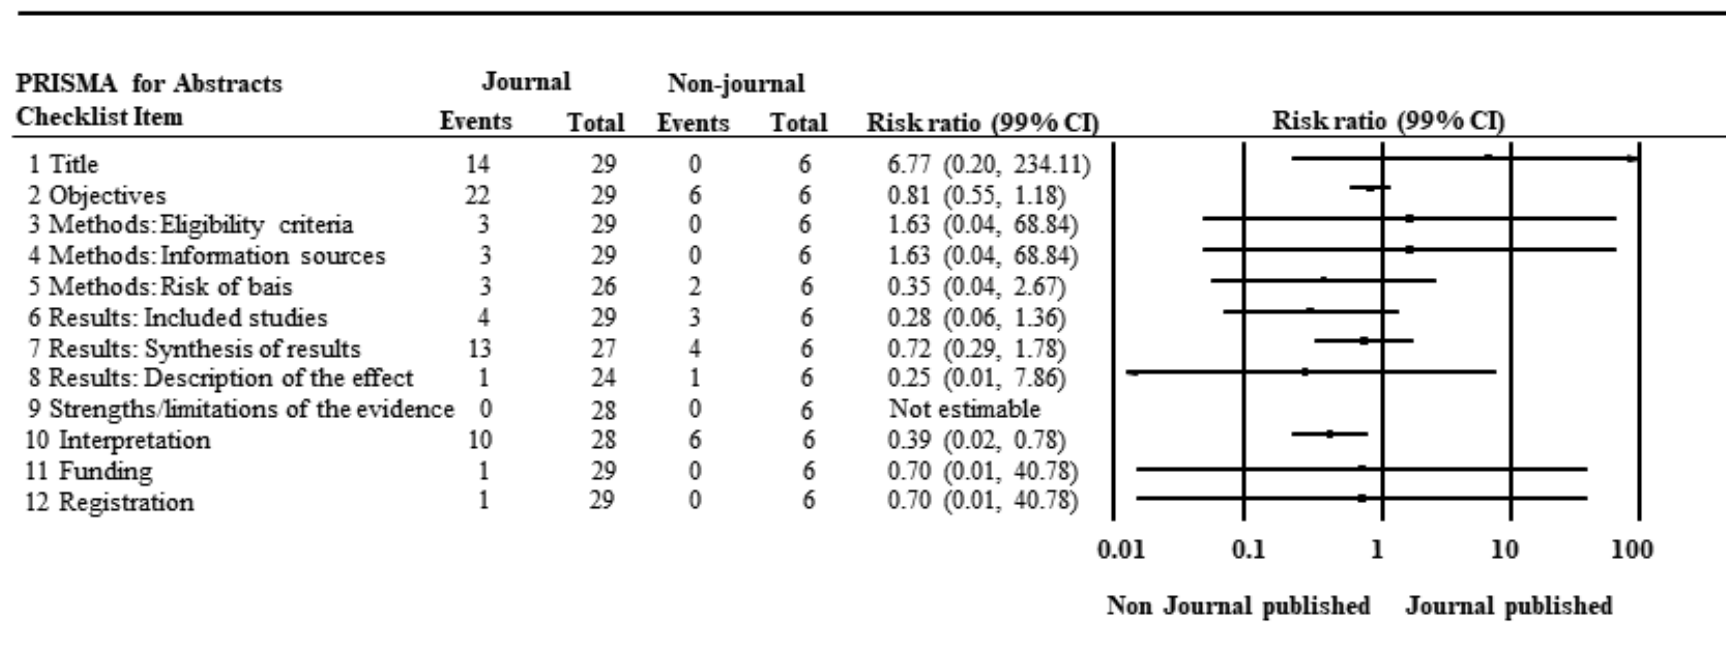 PRISMA for Abstracts Journal Non-journal
Checklist Item Events Total Events Total Risk ratio (99% CI) Risk ratio (99% CI)
1 Title 14 29 0 6 6.77 (0.20, 234.11)
2 Objectives 22 29 6 6 0.81 (0.55, 1.18)
3 Methods: Eligibility criteria 3 29 0 6 1.63 (0.04, 68.84)
4 Methods: Information sources 3 29 0 6 1.63 (0.04, 68.84)
5 Methods: Risk of bais 3 26 2 6 0.35 (0.04, 2.67)
6 Results: Included studies 4 29 3 6 0.28 (0.06, 1.36)
7 Results: Synthesis of results 13 27 4 6 0.72 (0.29, 1.78)
8 Results: Description of the effect 1 24 1 6 0.25 (0.01, 7.86)
9 Strengths/limitations of the evidence 0 28 0 6 Not estimable
10 Interpretation 10 28 6 6 0.39 (0.02, 0.78)
11 Funding 1 29 0 6 0.70 (0.01, 40.78)
12 Registration 1 29 0 6 0.70 (0.01, 40.78)
0.01 0.1 1 10 100
Non Journal published Journal published